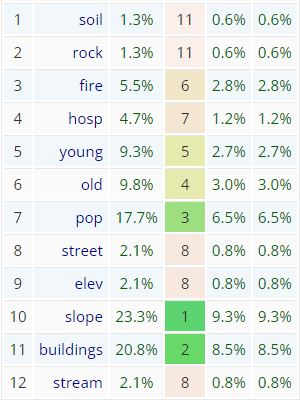 1 soil 1.3% 11 0.6% 0.6%
2 rock 1.3% 11 0.6% 0.6%
3 fire 5.5% 6 2.8% 2.8%
4 hosp 4.7% 7 1.2% 1.2%
5 young 9.3% 5 2.7% 2.7%
6 old 9.8% 4 3.0% 3.0%
7 pop 17.7% 3 6.5% 6.5%
8 street 2.1% 8 0.8% 0.8%
9 elev 2.1% 8 0.8% 0.8%
10 slope 23.3% 1 9.3% 9.3%
11 buildings 20.8% 2 8.5% 8.5%
12 stream 2.1% 8 0.8% 0.8%